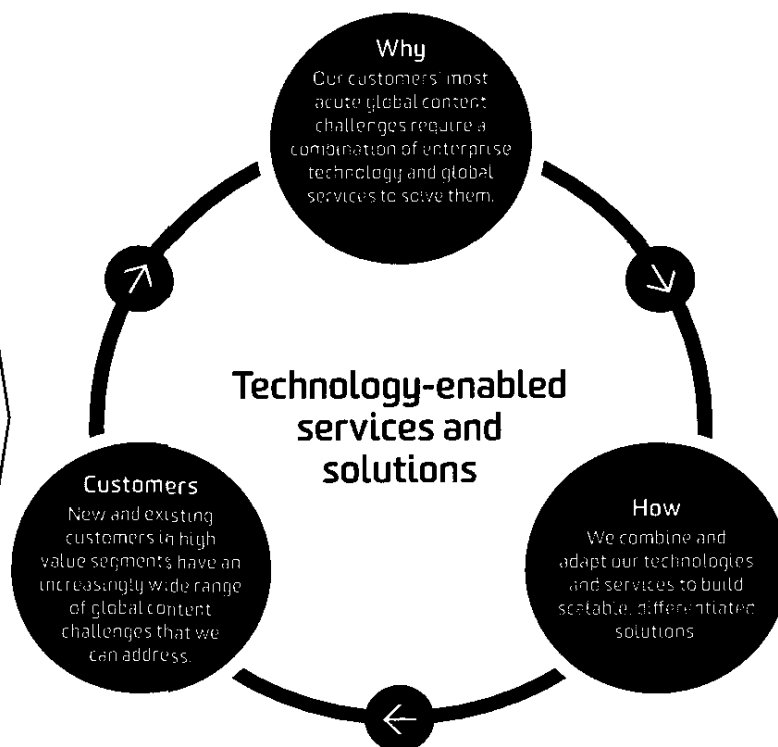 Why
Our customers' most
acute global content
challenges require a
combination of enterprise
technology and global
services to solve them.
Technology-enabled
services and
solutions
Customers
New and existing
customers in high
value segments have an
increasingly wide range
of global content
challenges that we
can address.
How
We combine and
adapt our technologies
and services to build
scalable, differentiated
solutions